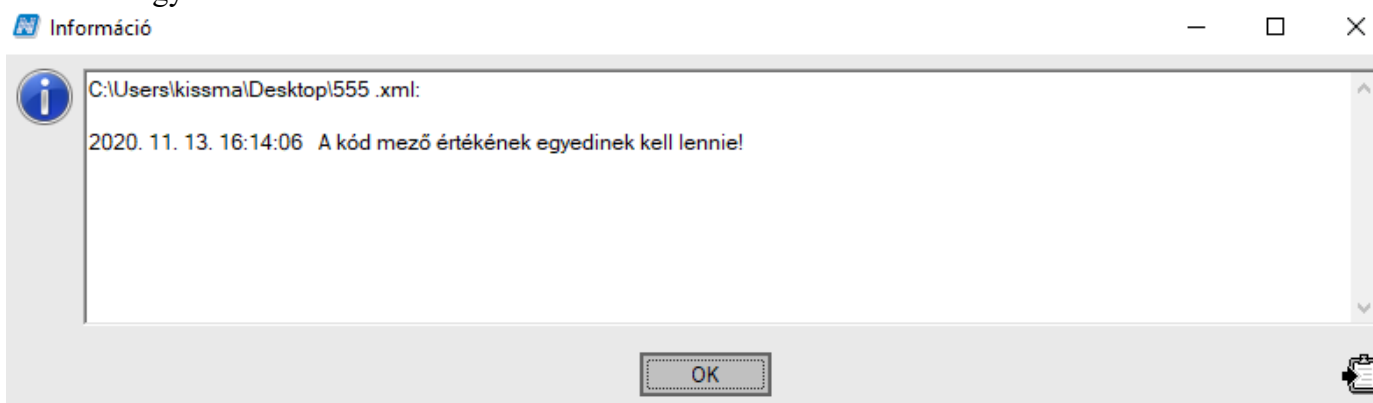 Információ
C:\Users\kissma\Desktop\555 .xml:
2020. 11. 13. 16:14:06 A kód mező értékének egyedinek kell lennie!
OK